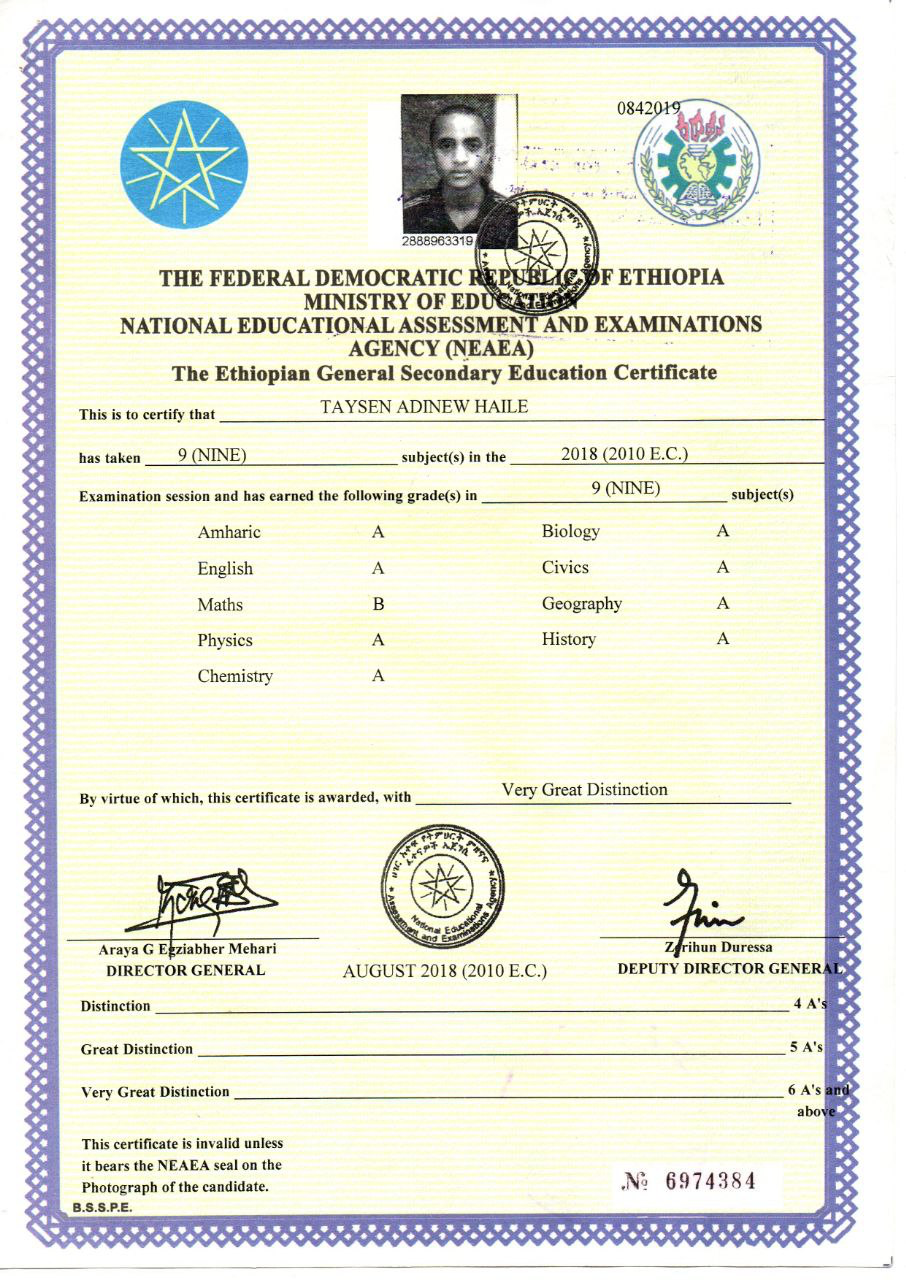 0842019
2888963319
THE FEDERAL DEMOCRATIC REPUBLIC OF ETHIOPIA
MINISTRY OF EDUCATION
NATIONAL EDUCATIONAL ASSESSMENT AND EXAMINATIONS
AGENCY (NEAEA)
The Ethiopian General Secondary Education Certificate
This is to certify that TAYSEN ADINEW HAILE
has taken 9 (NINE) subject(s) in the 2018 (2010 E.C.)
Examination session and has earned the following grade(s) in 9 (NINE) subject(s)
Amharic A Biology A
English A Civics A
Maths B Geography A
Physics A History A
Chemistry A
By virtue of which, this certificate is awarded, with Very Great Distinction
National Educational
Assessment and Examinations Agency
Araya G Egziabher Mehari Zerihun Duressa
DIRECTOR GENERAL AUGUST 2018 (2010 E.C.) DEPUTY DIRECTOR GENERAL
Distinction 4 A's
Great Distinction 5 A's
Very Great Distinction 6 A's and
above
This certificate is invalid unless
it bears the NEAEA seal on the
Photograph of the candidate.
№ 6974384
B.S.S.P.E.